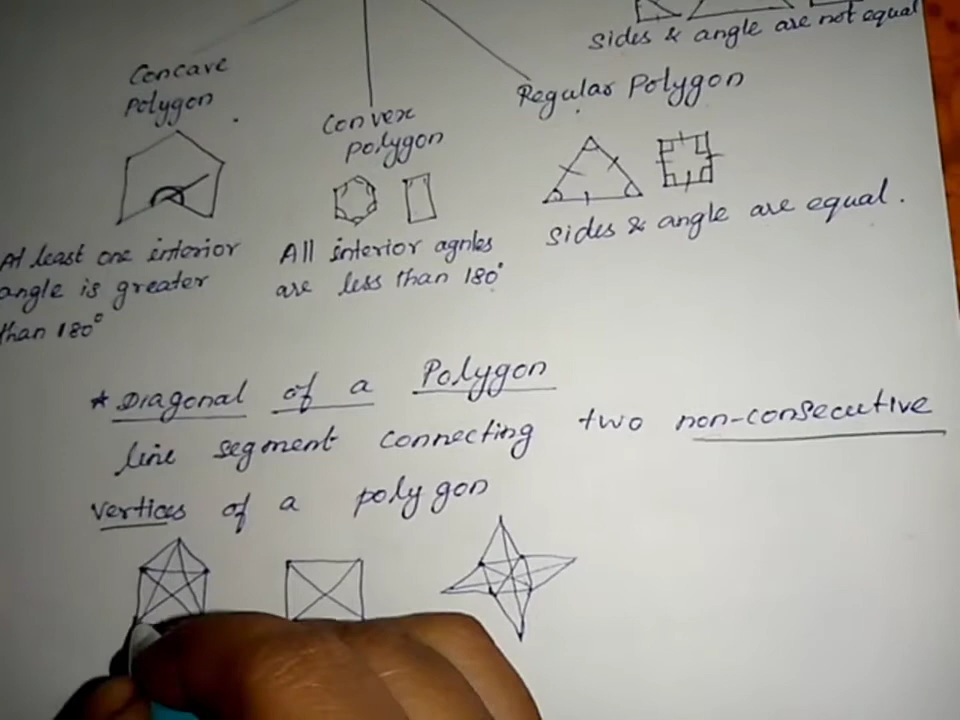 sides & angle are not equal
Concave
polygon
Convex
polygon
Regular Polygon
At least one interior
angle is greater
than 180°
All interior agnles
are less than 180°
sides & angle are equal.
* Diagonal of a Polygon
line segment connecting two non-consecutive
vertices of a polygon